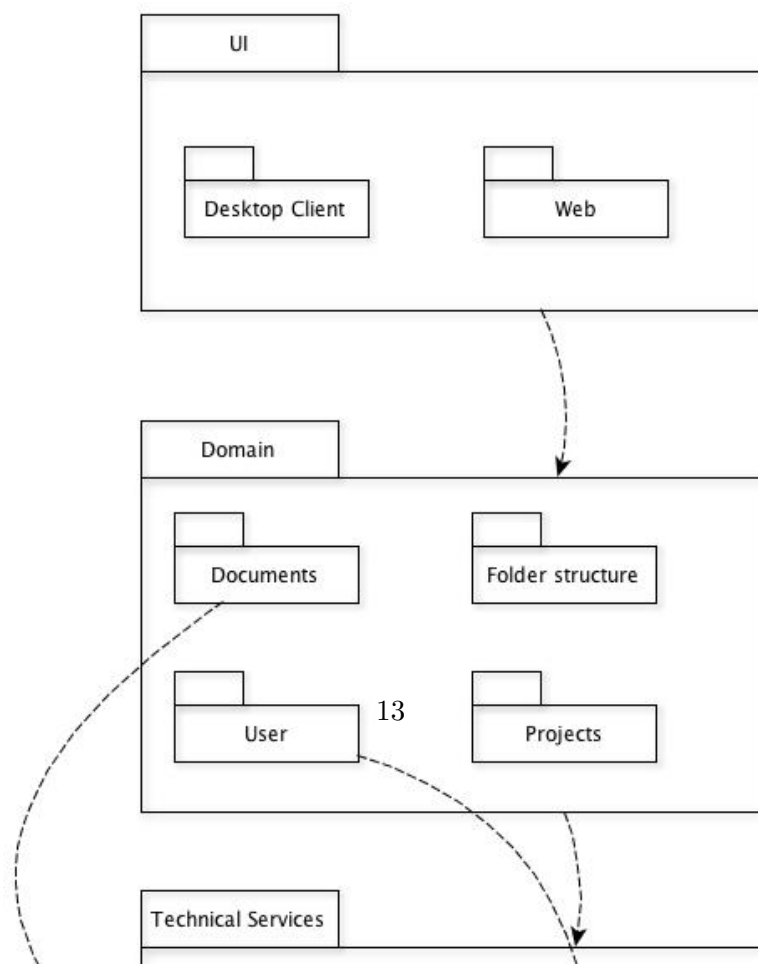 UI
Desktop Client
Web
Domain
Documents
Folder structure
User
13
Projects
Technical Services